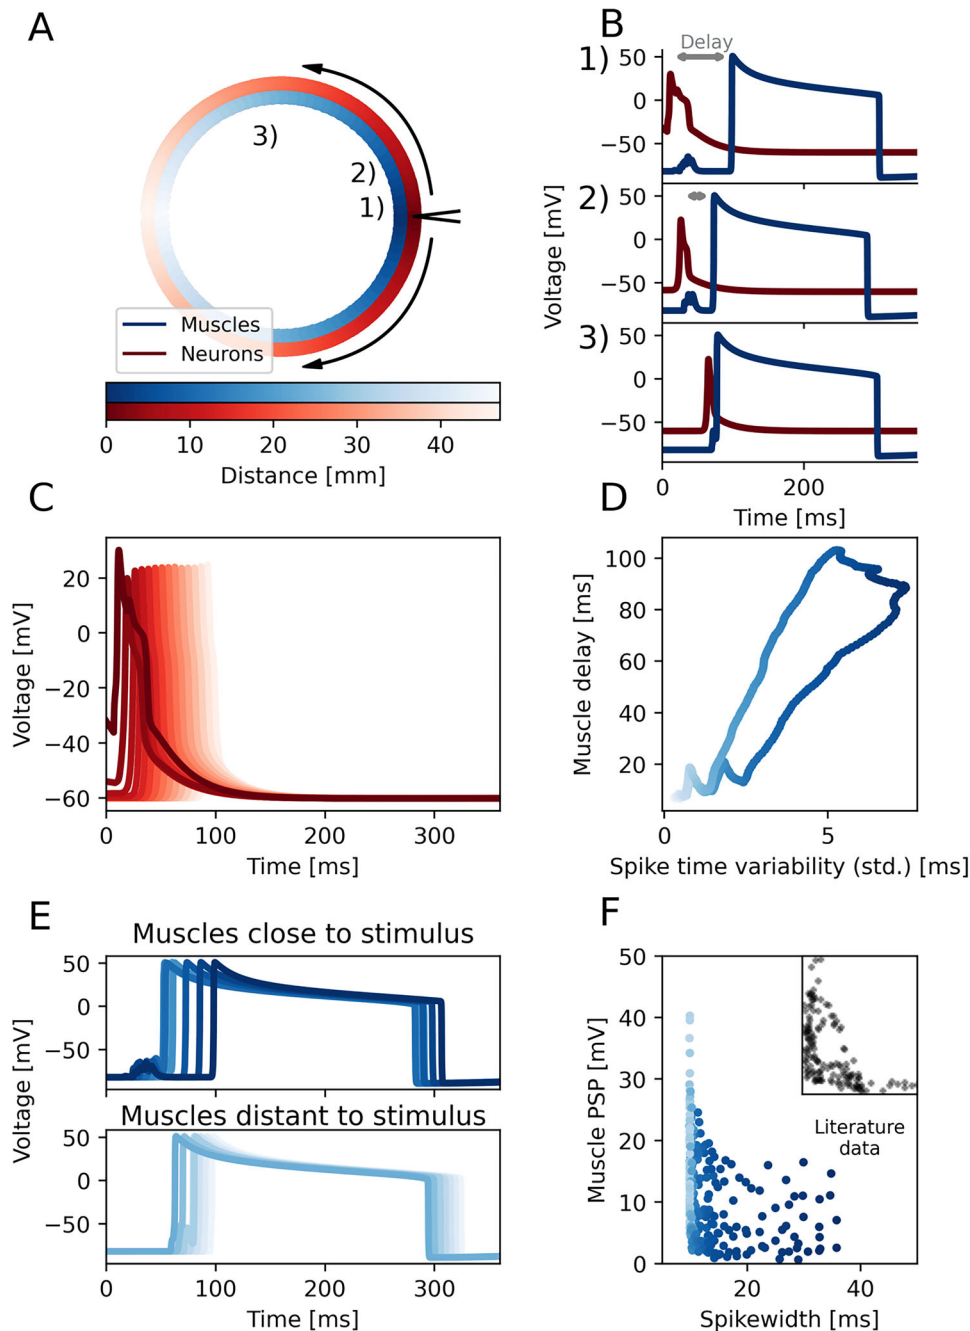 A
3)
2)
1)
Muscles
Neurons
0 10 20 30 40
Distance [mm]
B
1)
Delay
50
0
−50
2)
50
0
−50
3)
50
0
−50
Voltage [mV]
0 200
Time [ms]
C
20
0
−20
−40
−60
Voltage [mV]
0 100 200 300
Time [ms]
D
100
80
60
40
20
Muscle delay [ms]
0 5
Spike time variability (std.) [ms]
E
Muscles close to stimulus
50
0
−50
Muscles distant to stimulus
50
0
−50
Voltage [mV]
0 100 200 300
Time [ms]
F
50
40
30
20
10
0
Muscle PSP [mV]
Literature
data
20 40
Spikewidth [ms]